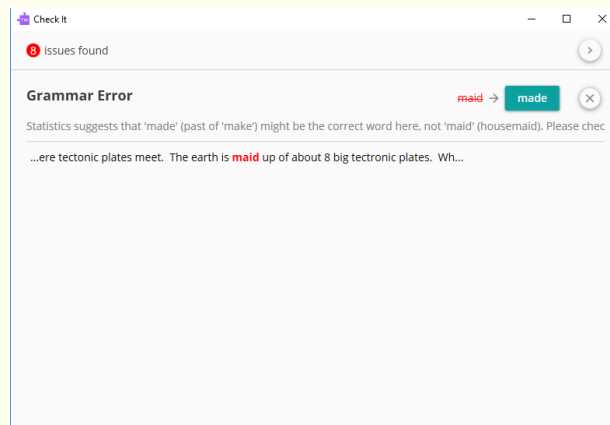 Check It
8 issues found
Grammar Error
maid → made
Statistics suggests that 'made' (past of 'make') might be the correct word here, not 'maid' (housemaid). Please chec
...ere tectonic plates meet. The earth is maid up of about 8 big tectronic plates. Wh...